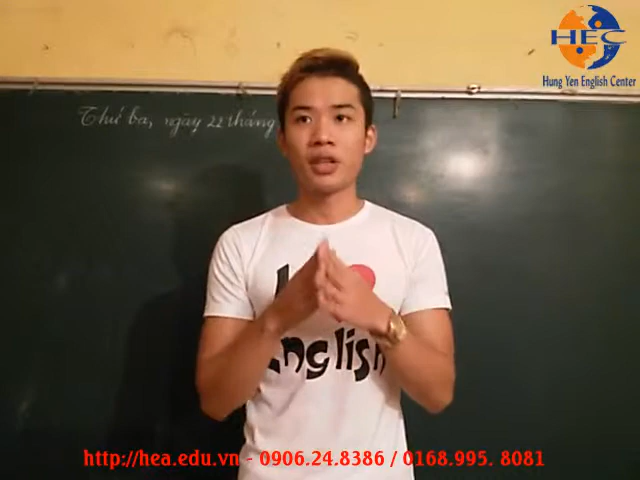 HEC
Hung Yen English Center
Thứ ba, ngày 22 tháng
I
English
http://hea.edu.vn - 0906.24.8386 / 0168.995. 8081